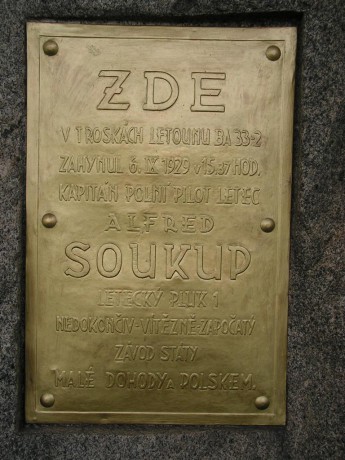 ZDE
V TROSKÁCH LETOUNU BA 33-2
ZAHYNUL 6. IX 1929 V 15.37 HOD.
KAPITÁN POLNÍ PILOT LETEC
ALFRED
SOUKUP
LETECKÝ PLUK 1
NEDOKONČIV-VÍTĚZNĚ-ZAPOČATÝ
ZÁVOD STÁTŮ
MALÉ DOHODY A POLSKEM.